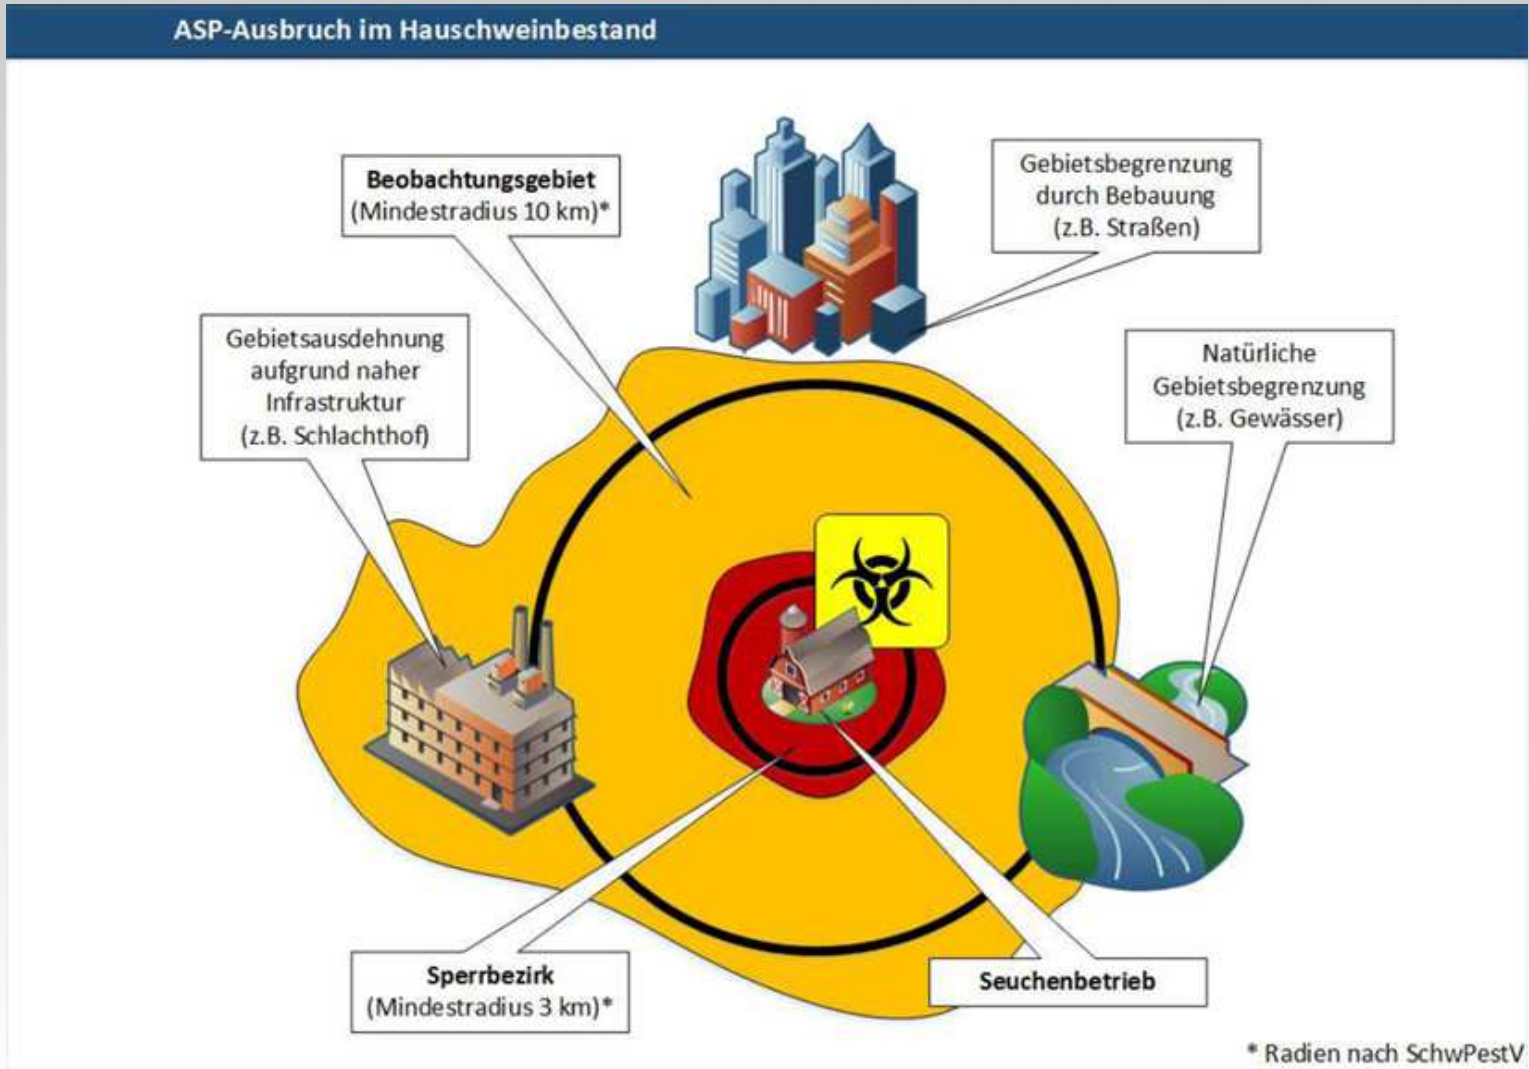 ASP-Ausbruch im Hauschweinbestand
Beobachtungsgebiet
(Mindestradius 10 km)*
Gebietsbegrenzung
durch Bebauung
(z.B. Straßen)
Gebietsausdehnung
aufgrund naher
Infrastruktur
(z.B. Schlachthof)
Natürliche
Gebietsbegrenzung
(z.B. Gewässer)
Sperrbezirk
(Mindestradius 3 km)*
Seuchenbetrieb
* Radien nach SchwPestV